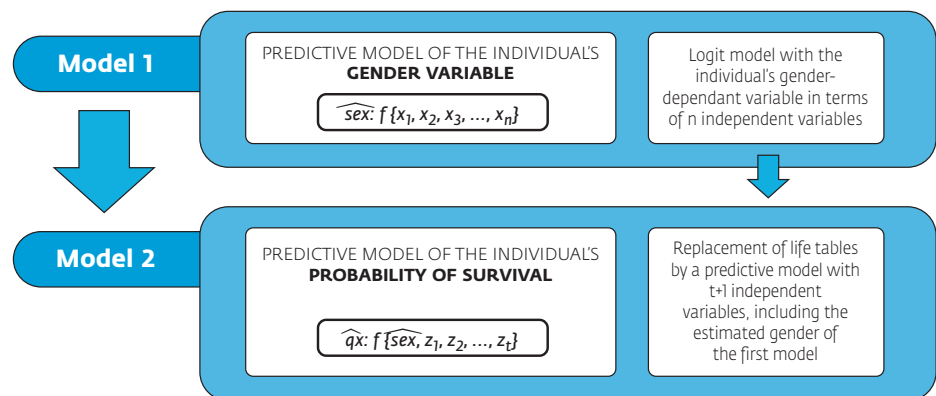 Model 1
PREDICTIVE MODEL OF THE INDIVIDUAL'S
GENDER VARIABLE
$\widehat{sex}$: f {x₁, x₂, x₃, ..., xₙ}
Logit model with the
individual's gender-
dependant variable in terms
of n independent variables
Model 2
PREDICTIVE MODEL OF THE INDIVIDUAL'S
PROBABILITY OF SURVIVAL
$\widehat{qx}$: f {$\widehat{sex}$, z₁, z₂, ..., zₜ}
Replacement of life tables
by a predictive model with
t+1 independent
variables, including the
estimated gender of
the first model